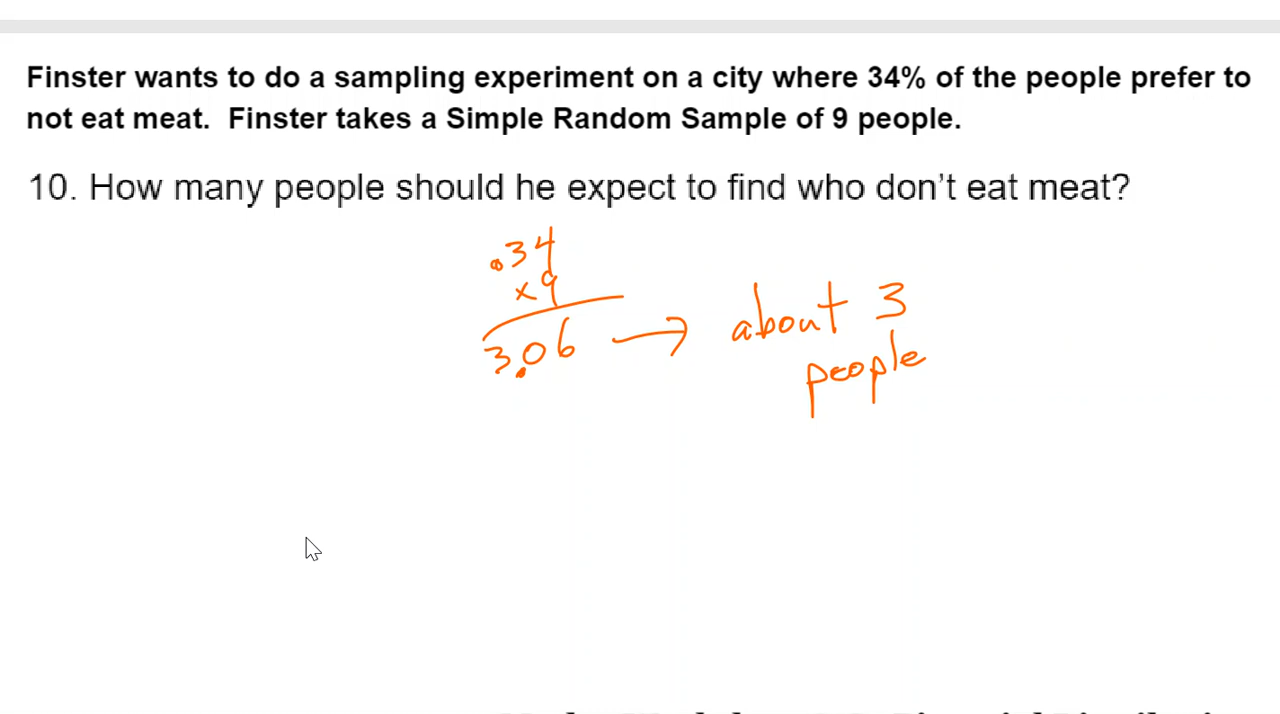 Finster wants to do a sampling experiment on a city where 34% of the people prefer to
not eat meat.  Finster takes a Simple Random Sample of 9 people.
10. How many people should he expect to find who don't eat meat?
.34
x9
3.06 → about 3
people